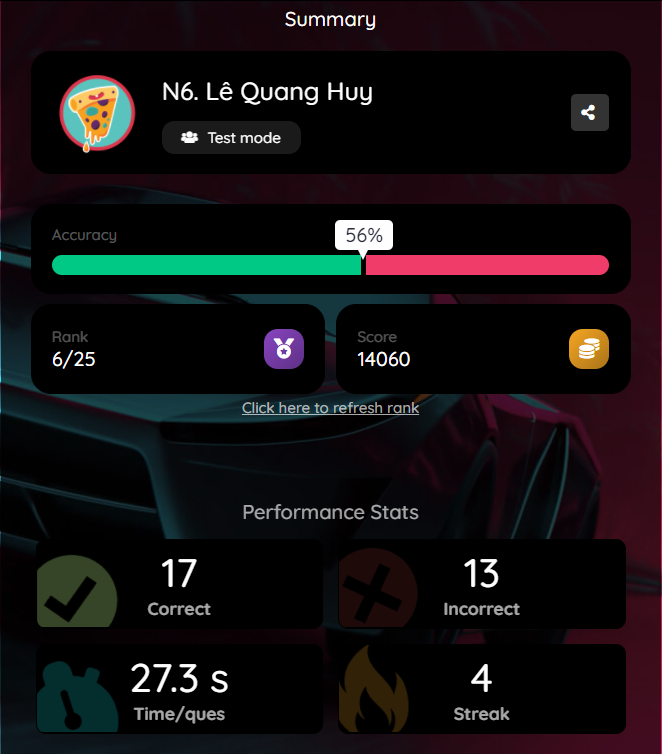 Summary
N6. Lê Quang Huy
Test mode
Accuracy
56%
Rank
6/25
Score
14060
Click here to refresh rank
Performance Stats
17
Correct
13
Incorrect
27.3 s
Time/ques
4
Streak